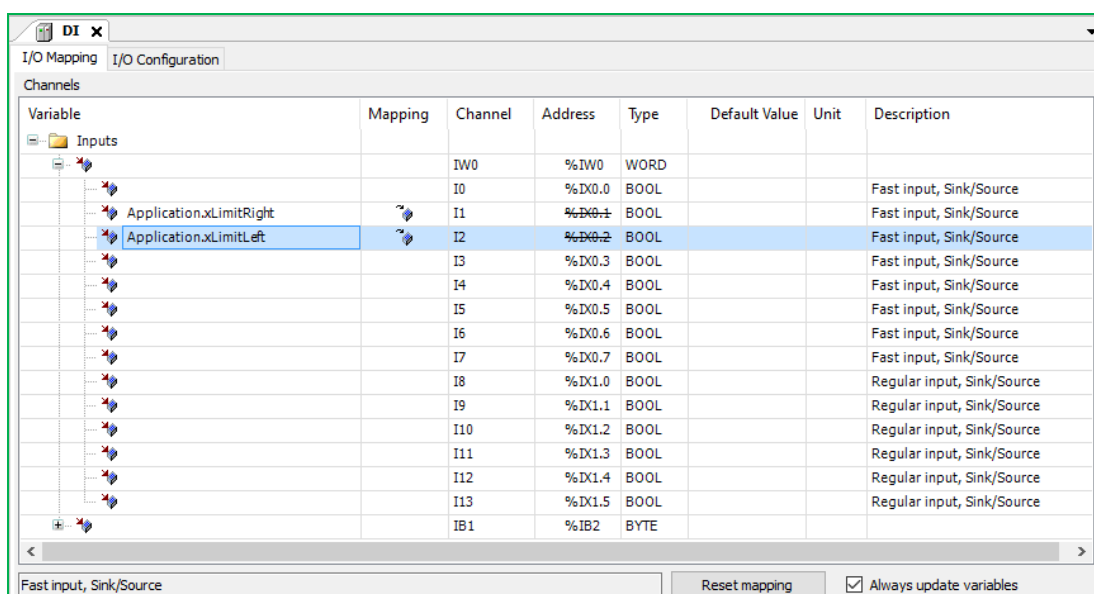 DI
I/O Mapping I/O Configuration
Channels
Variable Mapping Channel Address Type Default Value Unit Description
Inputs
IW0 %IW0 WORD
I0 %IX0.0 BOOL Fast input, Sink/Source
Application.xLimitRight I1 %IX0.1 BOOL Fast input, Sink/Source
Application.xLimitLeft I2 %IX0.2 BOOL Fast input, Sink/Source
I3 %IX0.3 BOOL Fast input, Sink/Source
I4 %IX0.4 BOOL Fast input, Sink/Source
I5 %IX0.5 BOOL Fast input, Sink/Source
I6 %IX0.6 BOOL Fast input, Sink/Source
I7 %IX0.7 BOOL Fast input, Sink/Source
I8 %IX1.0 BOOL Regular input, Sink/Source
I9 %IX1.1 BOOL Regular input, Sink/Source
I10 %IX1.2 BOOL Regular input, Sink/Source
I11 %IX1.3 BOOL Regular input, Sink/Source
I12 %IX1.4 BOOL Regular input, Sink/Source
I13 %IX1.5 BOOL Regular input, Sink/Source
IB1 %IB2 BYTE
Fast input, Sink/Source Reset mapping Always update variables